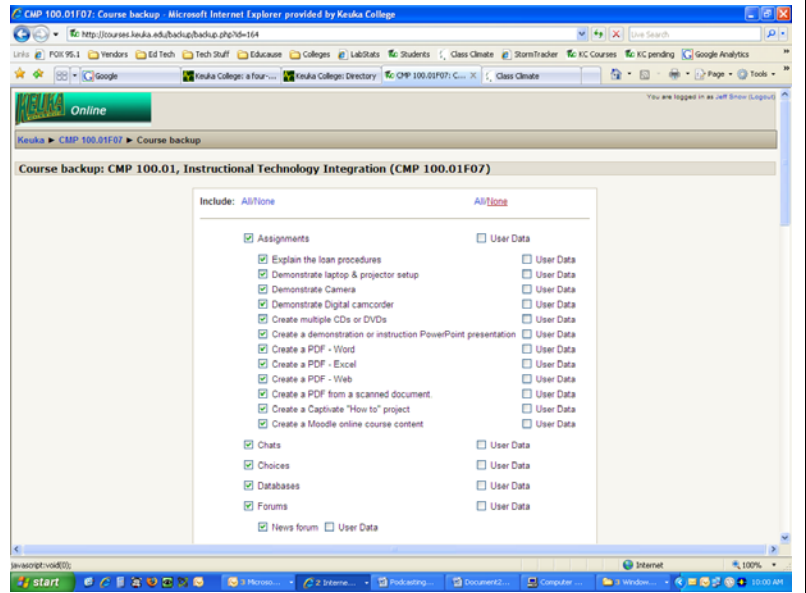 CMP 100.01F07: Course backup - Microsoft Internet Explorer provided by Keuka College
http://courses.keuka.edu/backup/backup.php?id=164
Live Search
Links FOX 95.1 Vendors Ed Tech Tech Stuff Educause Colleges LabStats Students Class Climate StormTracker KC Courses KC pending Google Analytics
Google Keuka College: a four-... Keuka College: Directory CMP 100.01F07: C... Class Climate Page Tools
KEUKA Online
You are logged in as Jeff Snow (Logout)
Keuka ► CMP 100.01F07 ► Course backup
Course backup: CMP 100.01, Instructional Technology Integration (CMP 100.01F07)
Include: All/None All/None
Assignments User Data
Explain the loan procedures User Data
Demonstrate laptop & projector setup User Data
Demonstrate Camera User Data
Demonstrate Digital camcorder User Data
Create multiple CDs or DVDs User Data
Create a demonstration or instruction PowerPoint presentation User Data
Create a PDF - Word User Data
Create a PDF - Excel User Data
Create a PDF - Web User Data
Create a PDF from a scanned document. User Data
Create a Captivate "How to" project User Data
Create a Moodle online course content User Data
Chats User Data
Choices User Data
Databases User Data
Forums User Data
News forum User Data
javascript:void(0); Internet 100%
start 3 Microso... 2 Interne... Podcasting... Document2... Computer ... 3 Window... 10:00 AM